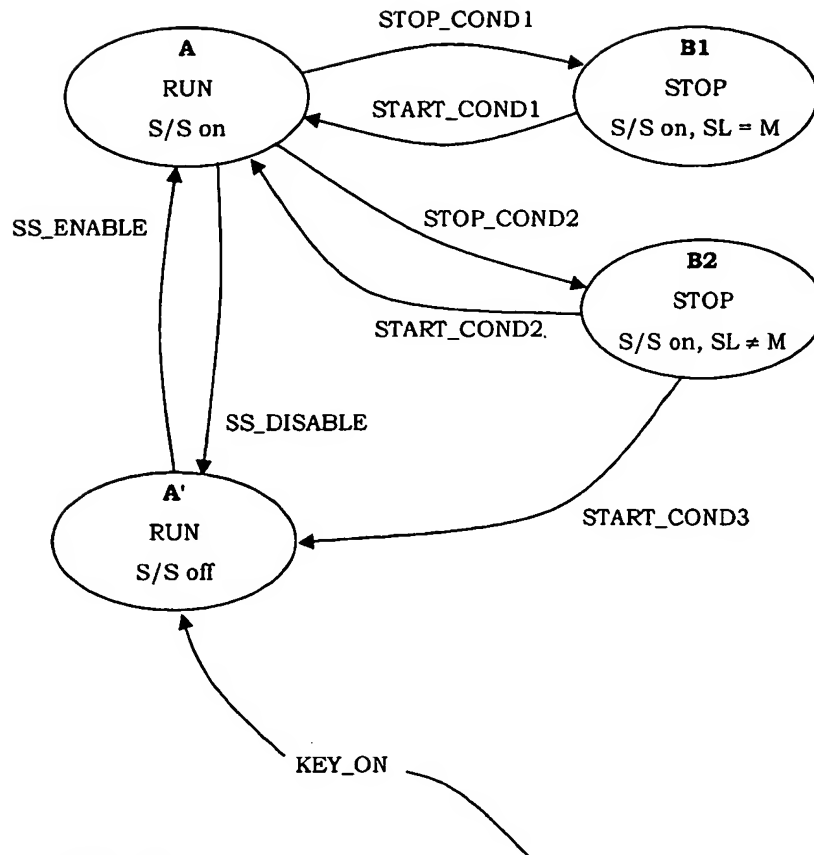 STOP_COND1
A
RUN
S/S on
B1
STOP
S/S on, SL = M
START_COND1
SS_ENABLE
STOP_COND2
B2
STOP
S/S on, SL ≠ M
START_COND2.
SS_DISABLE
A'
RUN
S/S off
START_COND3
KEY_ON